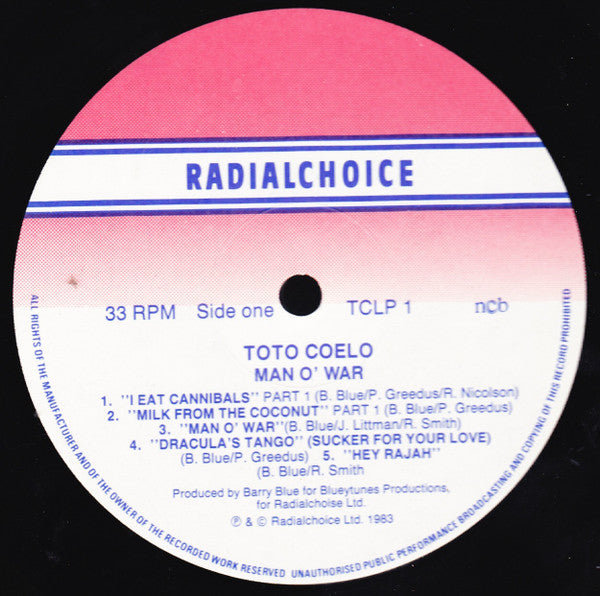 RADIALCHOICE
33 RPM Side one TCLP 1 ncb
TOTO COELO
MAN O' WAR
1. "I EAT CANNIBALS" PART 1 (B. Blue/P. Greedus/R. Nicolson)
2. "MILK FROM THE COCONUT" PART 1 (B. Blue/P. Greedus)
3. "MAN O' WAR"(B. Blue/J. Littman/R. Smith)
4. "DRACULA'S TANGO" (SUCKER FOR YOUR LOVE)
(B. Blue/P. Greedus) 5. "HEY RAJAH"
(B. Blue/R. Smith
Produced by Barry Blue for Blueytunes Productions,
for Radialchoise Ltd.
℗ & © Radialchoice Ltd. 1983
ALL RIGHTS OF THE MANUFACTURER AND OF THE OWNER OF THE RECORDED WORK RESERVED UNAUTHORISED PUBLIC PERFORMANCE BROADCASTING AND COPYING OF THIS RECORD PROHIBITED